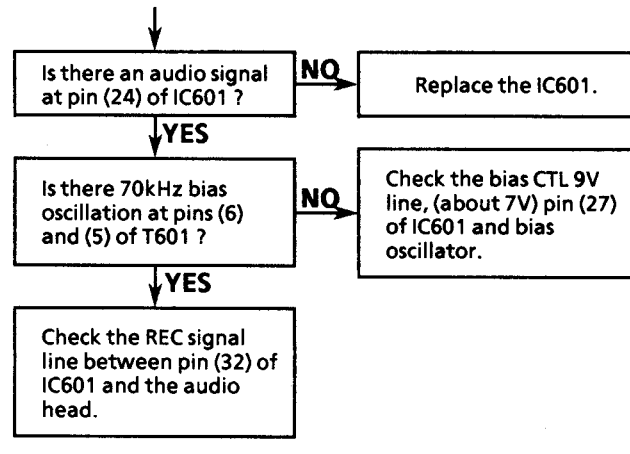 Is there an audio signal
at pin (24) of IC601 ?
NO
Replace the IC601.
YES
Is there 70kHz bias
oscillation at pins (6)
and (5) of T601 ?
NO
Check the bias CTL 9V
line, (about 7V) pin (27)
of IC601 and bias
oscillator.
YES
Check the REC signal
line between pin (32) of
IC601 and the audio
head.